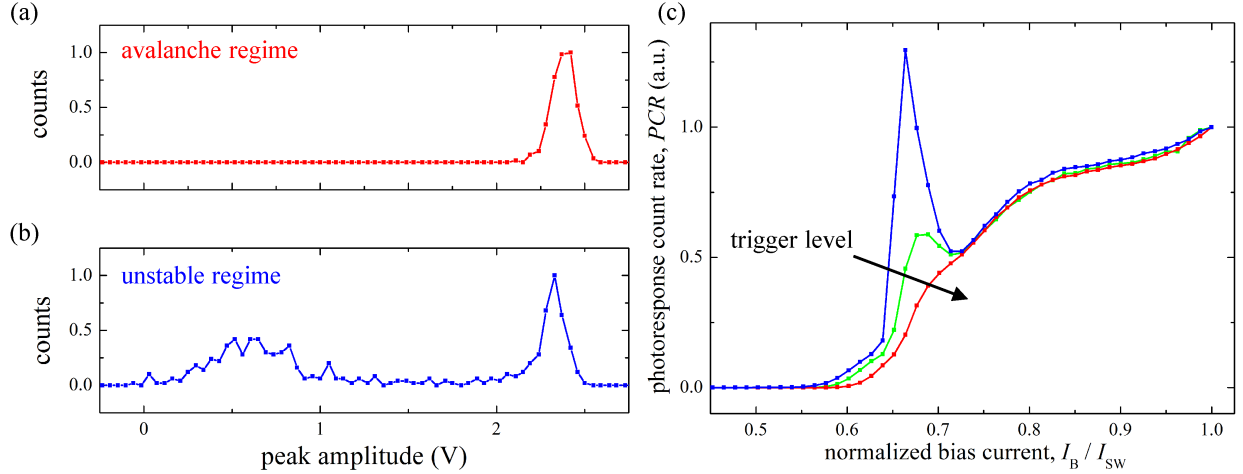 (a)
avalanche regime
counts
1.0
0.5
0.0
(b)
unstable regime
counts
1.0
0.5
0.0
0
1
2
peak amplitude (V)
(c)
photoresponse count rate, PCR (a.u.)
1.0
0.5
0.0
trigger level
0.5
0.6
0.7
0.8
0.9
1.0
normalized bias current, I_B / I_SW